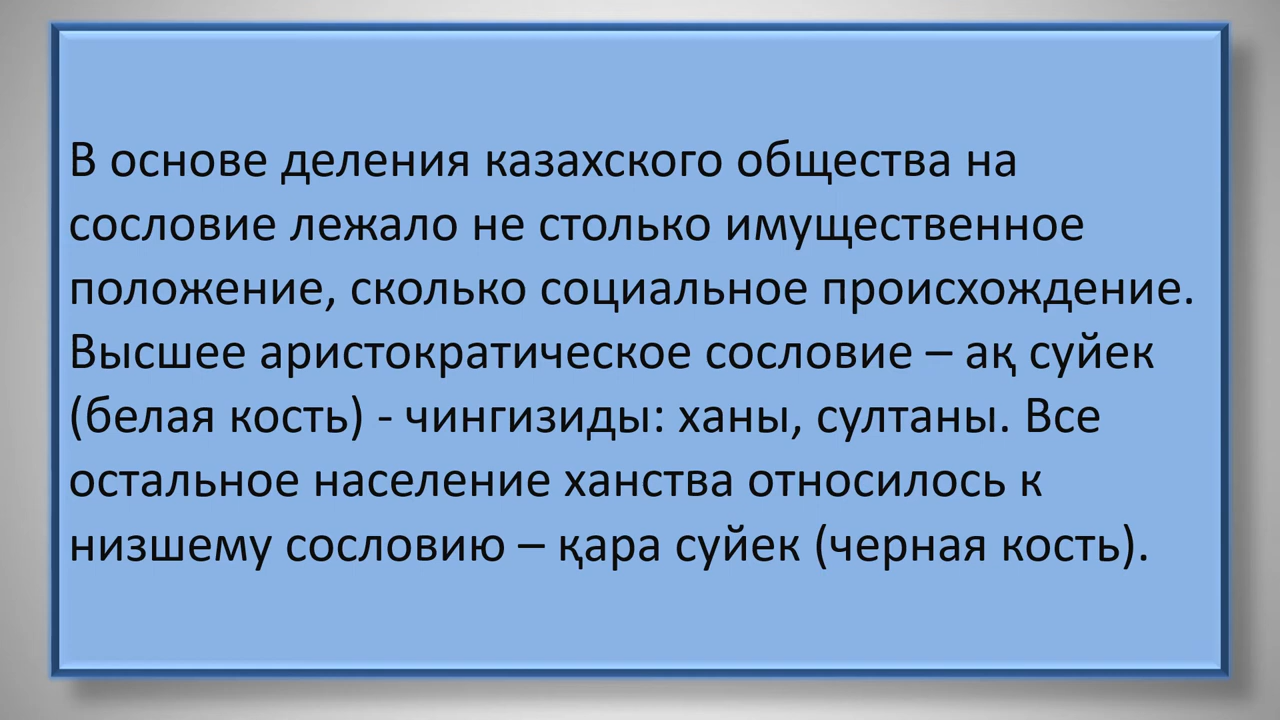 В основе деления казахского общества на
сословие лежало не столько имущественное
положение, сколько социальное происхождение.
Высшее аристократическое сословие – ақ суйек
(белая кость) - чингизиды: ханы, султаны. Все
остальное население ханства относилось к
низшему сословию – қара суйек (черная кость).